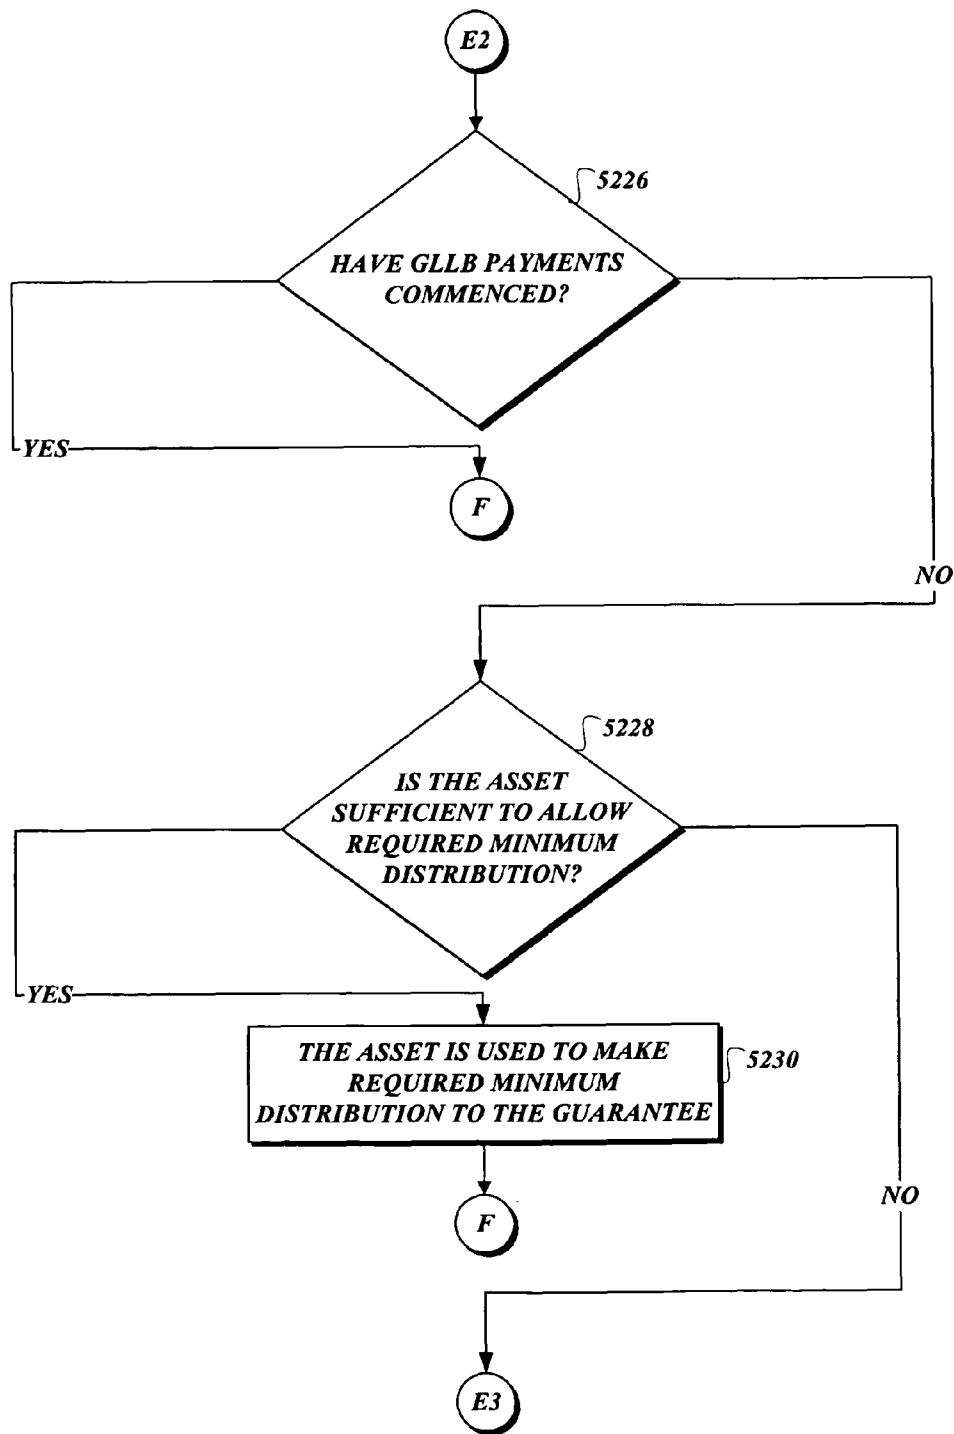 E2
5226
HAVE GLLB PAYMENTS
COMMENCED?
YES
F
NO
5228
IS THE ASSET
SUFFICIENT TO ALLOW
REQUIRED MINIMUM
DISTRIBUTION?
YES
THE ASSET IS USED TO MAKE
REQUIRED MINIMUM
DISTRIBUTION TO THE GUARANTEE
5230
NO
F
E3